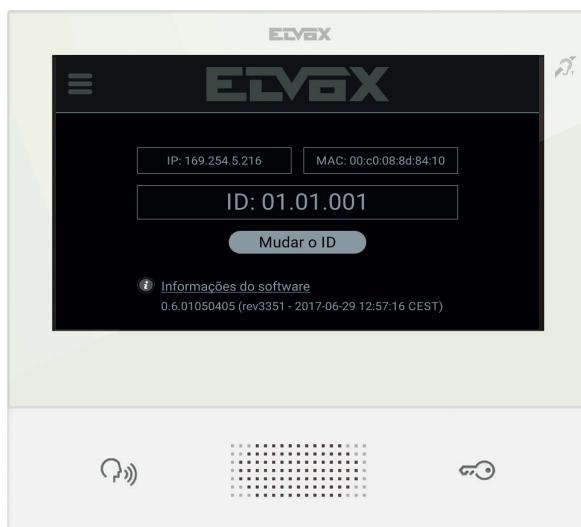 ELVOX
ELVOX
IP: 169.254.5.216
MAC: 00:c0:08:8d:84:10
ID: 01.01.001
Mudar o ID
i Informações do software
0.6.01050405 (rev3351 - 2017-06-29 12:57:16 CEST)